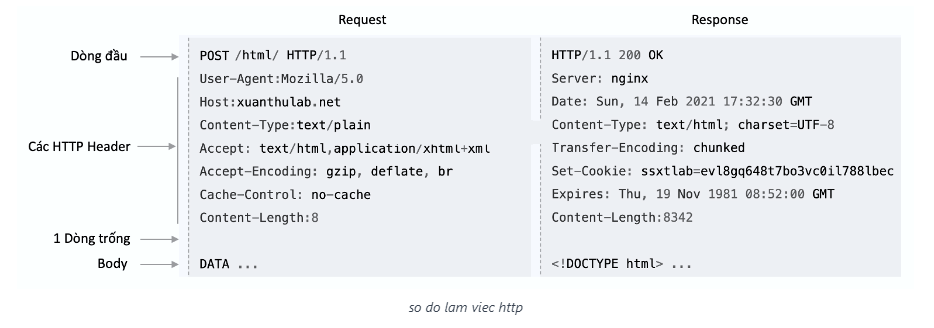 Request
Response
Dòng đầu
POST /html/ HTTP/1.1
HTTP/1.1 200 OK
User-Agent:Mozilla/5.0
Server: nginx
Host:xuanthulab.net
Date: Sun, 14 Feb 2021 17:32:30 GMT
Content-Type:text/plain
Content-Type: text/html; charset=UTF-8
Các HTTP Header
Accept: text/html,application/xhtml+xml
Transfer-Encoding: chunked
Accept-Encoding: gzip, deflate, br
Set-Cookie: ssxtlab=evl8gq648t7bo3vc0il788lbec
Cache-Control: no-cache
Expires: Thu, 19 Nov 1981 08:52:00 GMT
Content-Length:8
Content-Length:8342
1 Dòng trống
Body
DATA ...
<!DOCTYPE html> ...
so do lam viec http